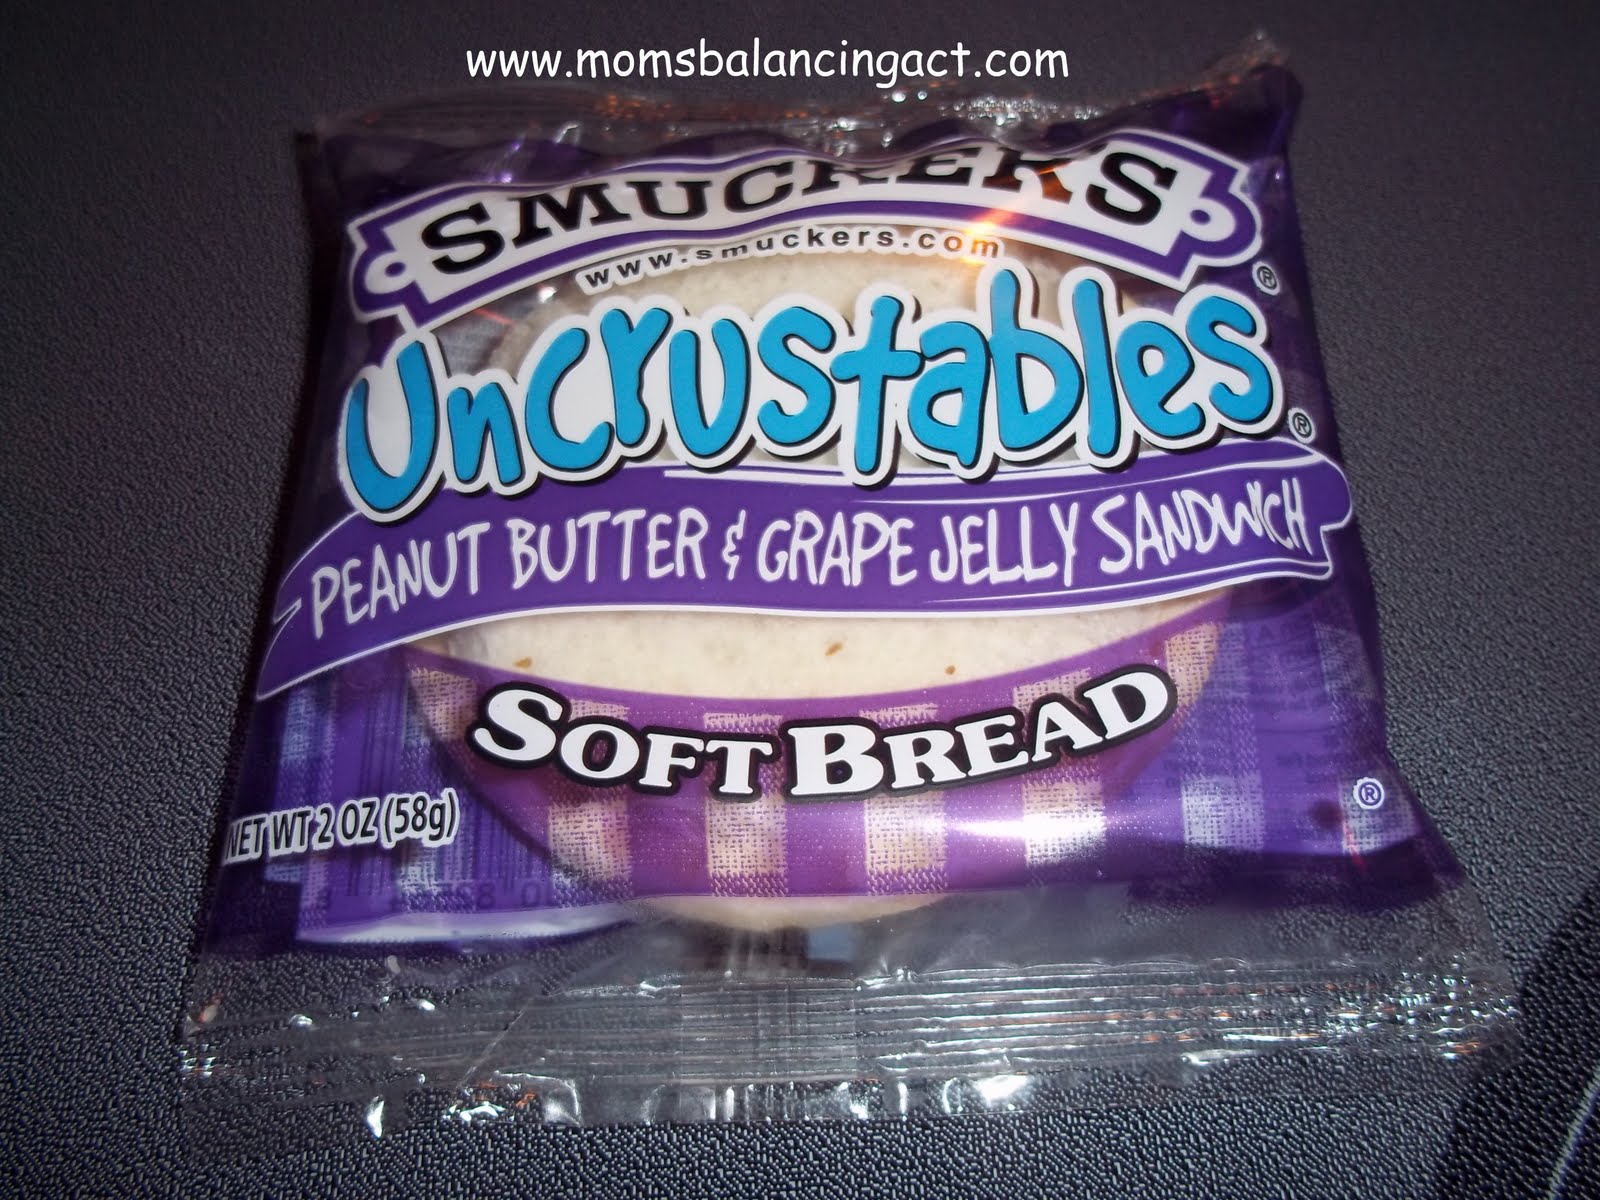 www.momsbalancingact.com
SMUCKER'S
www.smuckers.com
®
UNCRUSTABLES
®
PEANUT BUTTER & GRAPE JELLY SANDWICH
SOFT BREAD
®
NET WT 2 OZ (58g)